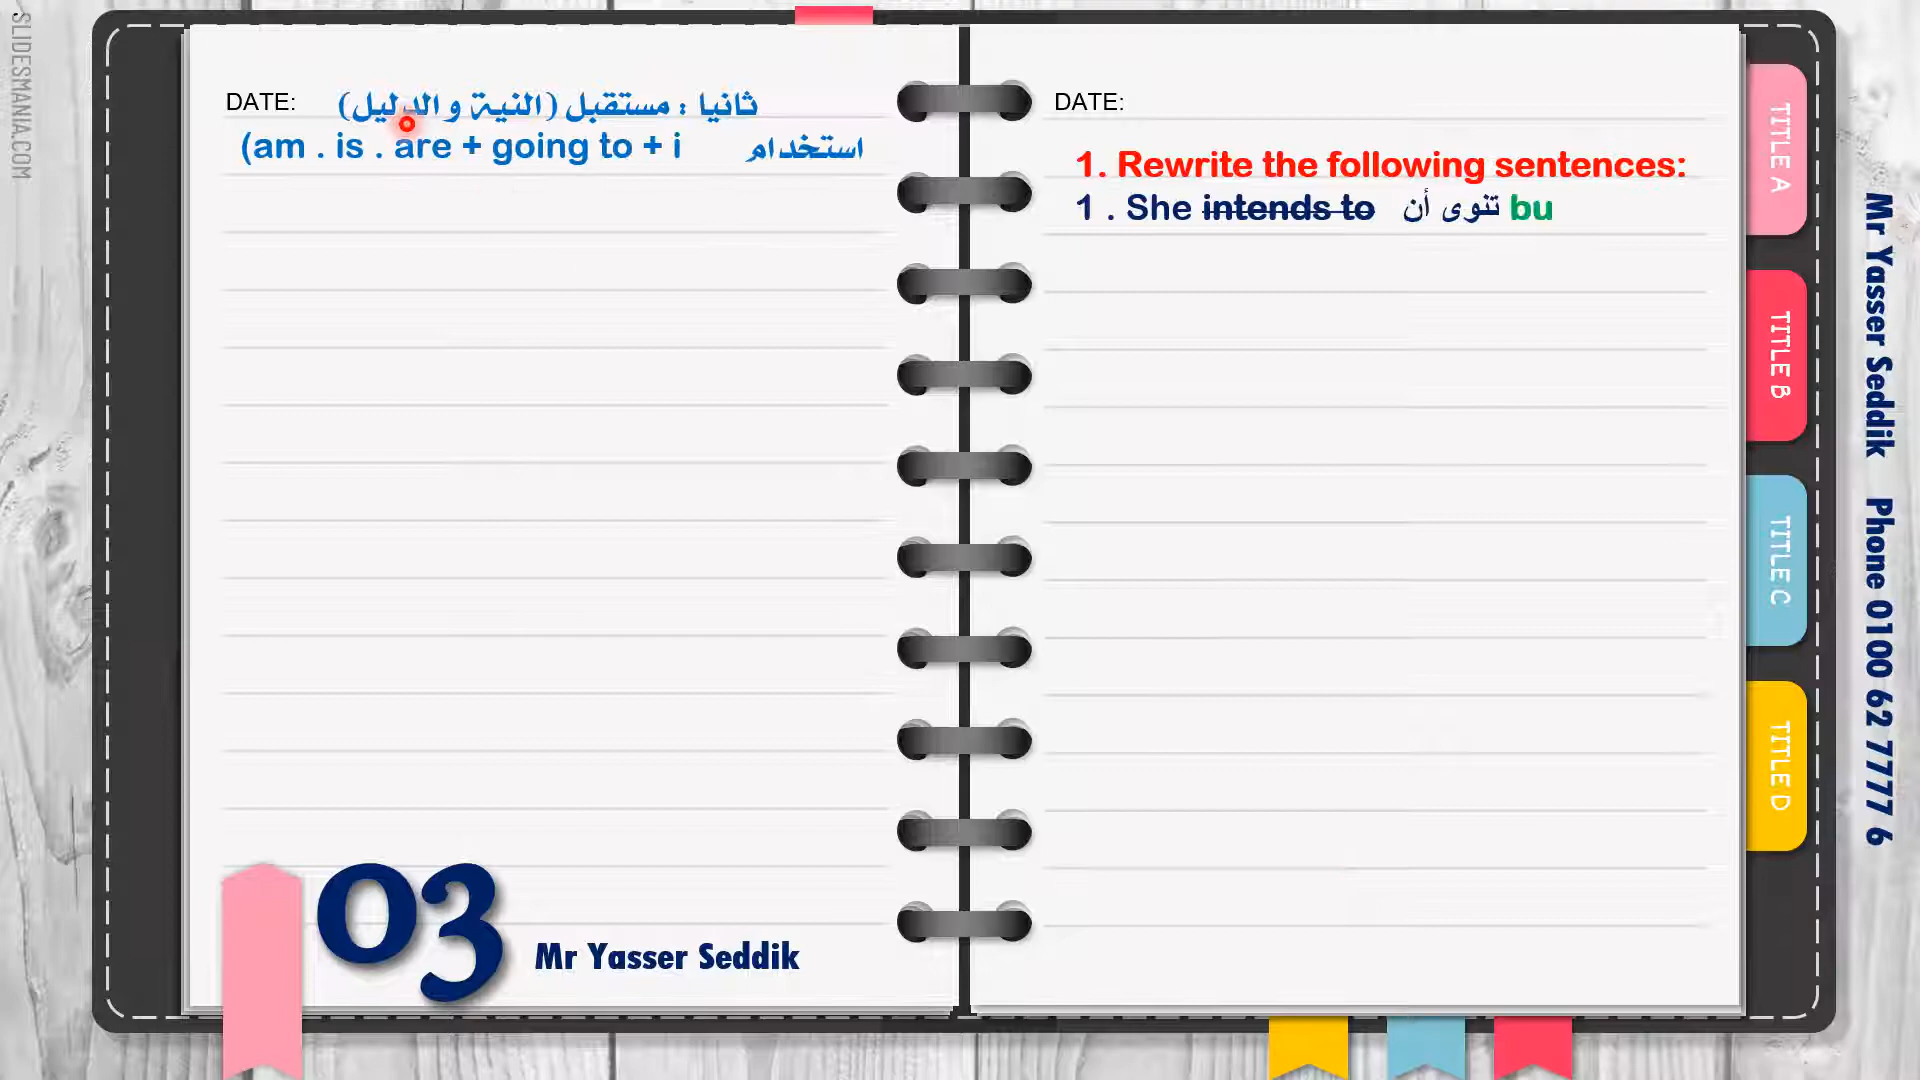 SLIDESMANIA.COM
DATE:
ثانيا : مستقبل (النية و الدليل)
استخدام (am . is . are + going to + i
03
Mr Yasser Seddik
DATE:
1. Rewrite the following sentences:
1 . She intends to تنوى أن bu
TITLE A
TITLE B
TITLE C
TITLE D
Mr Yasser Seddik Phone 0100 62 7777 6